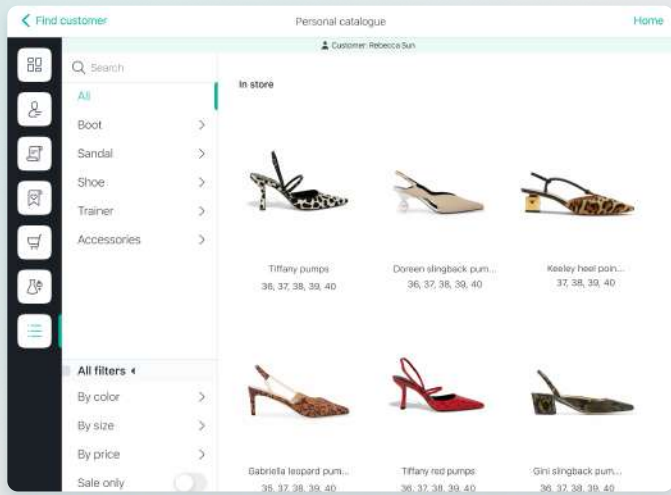 Find customer
Personal catalogue
Home
Customer: Rebecca Sun
Search
All
Boot
Sandal
Shoe
Trainer
Accessories
All filters
By color
By size
By price
Sale only
In store
Tiffany pumps
36, 37, 38, 39, 40
Doreen slingback pum...
36, 37, 38, 39, 40
Keeley heel poin...
37, 38, 39, 40
Gabriella leopard pum...
35, 37, 38, 39, 40
Tiffany red pumps
36, 37, 38, 39, 40
Gini slingback pum...
36, 37, 38, 39, 40